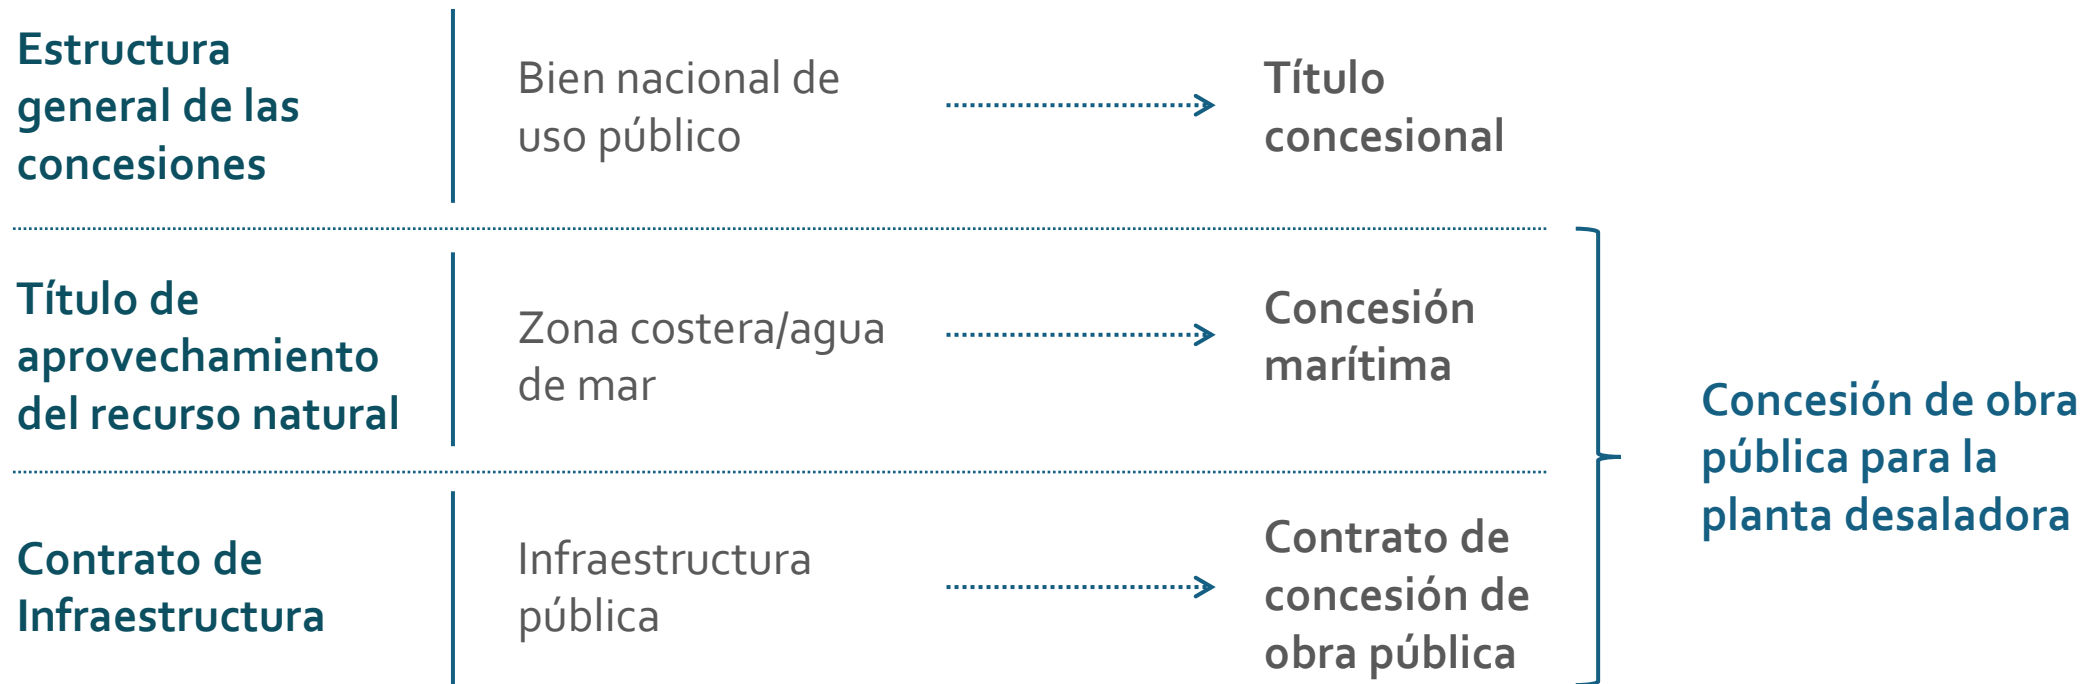 Estructura
general de las
concesiones
Bien nacional de
uso público
Título
concesional
Título de
aprovechamiento
del recurso natural
Zona costera/agua
de mar
Concesión
marítima
Contrato de
Infraestructura
Infraestructura
pública
Contrato de
concesión de
obra pública
Concesión de obra
pública para la
planta desaladora